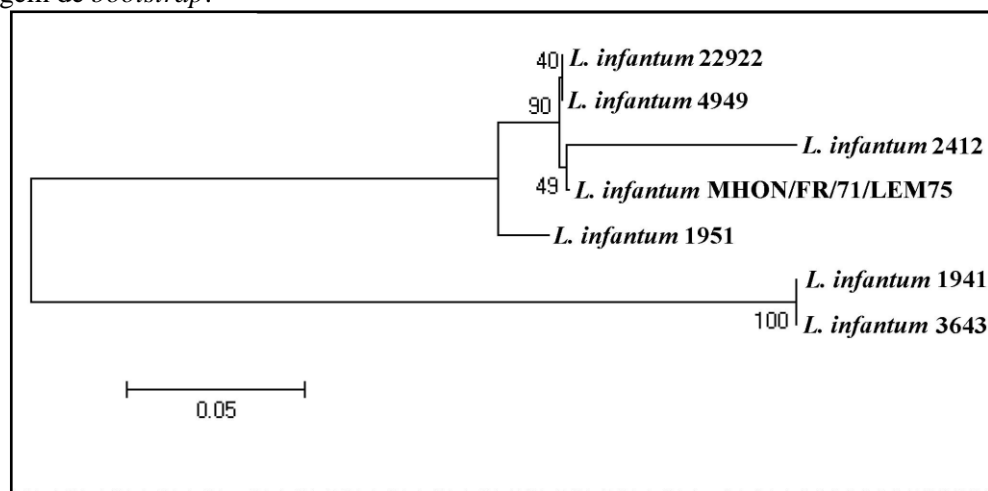 de bootstrap.
40 L. infantum 22922
L. infantum 4949
90
L. infantum 2412
49 L. infantum MHON/FR/71/LEM75
L. infantum 1951
L. infantum 1941
100 L. infantum 3643
0.05